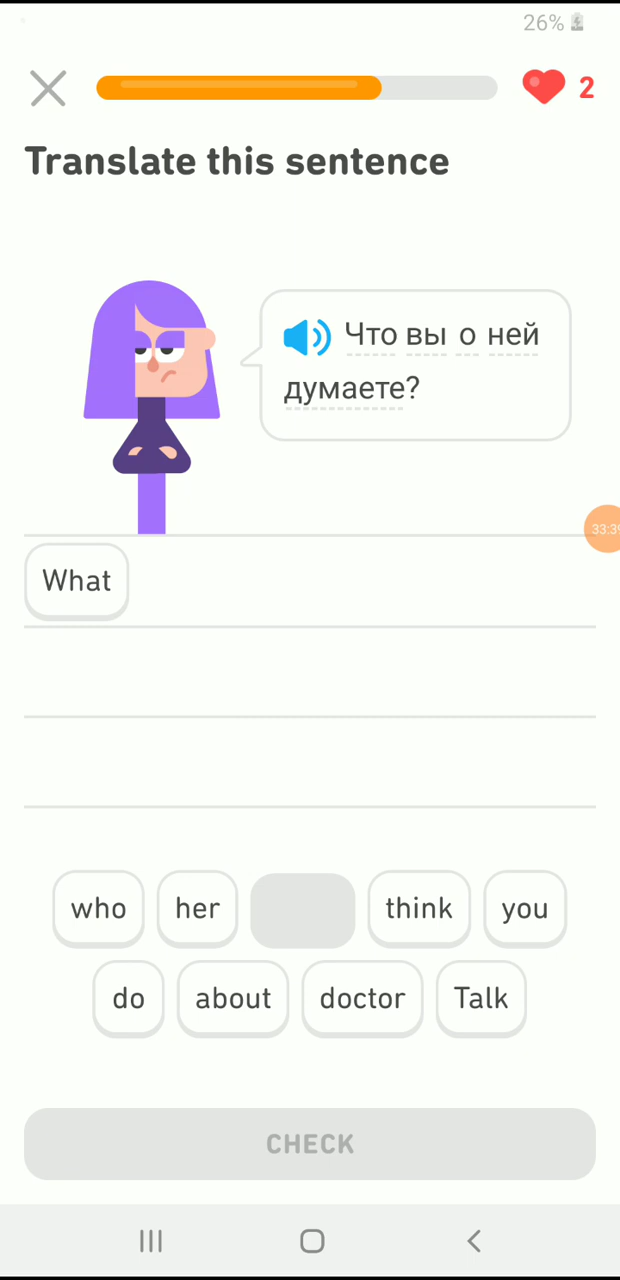 26%
2
Translate this sentence
Что вы о ней
думаете?
What
who her think you
do about doctor Talk
CHECK